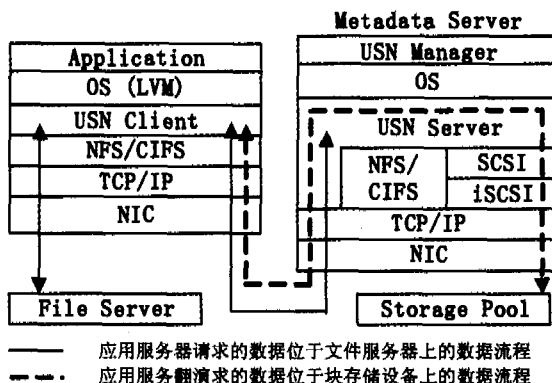 Metadata Server
Application
OS (LVM)
USN Client
NFS/CIFS
TCP/IP
NIC
File Server
USN Manager
OS
USN Server
NFS/
CIFS
SCSI
iSCSI
TCP/IP
NIC
Storage Pool
应用服务器请求的数据位于文件服务器上的数据流程
应用服务翻演求的数据位于块存储设备上的数据流程